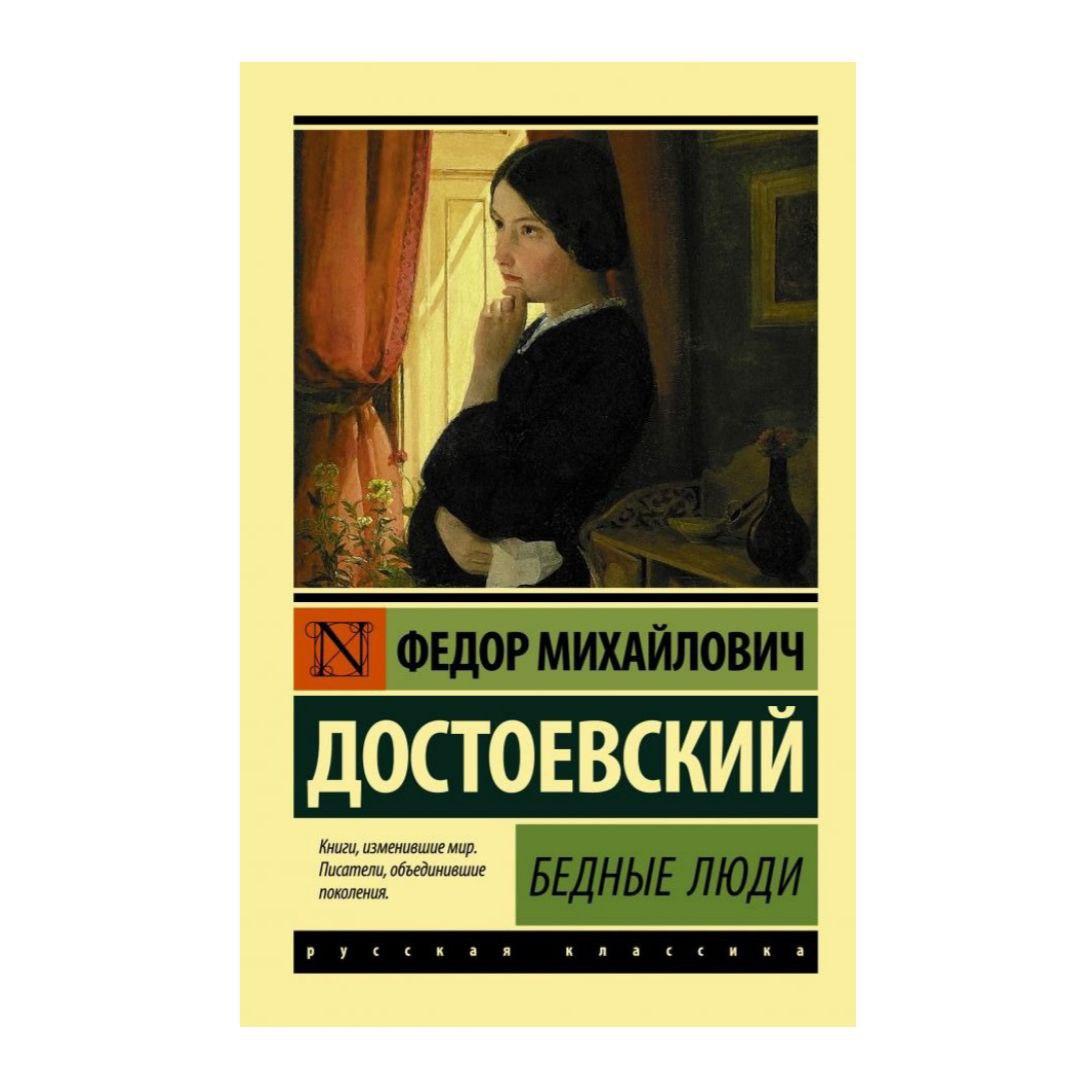 N ФЕДОР МИХАЙЛОВИЧ
ДОСТОЕВСКИЙ
Книги, изменившие мир.
Писатели, объединившие
поколения.
БЕДНЫЕ ЛЮДИ
русская классика